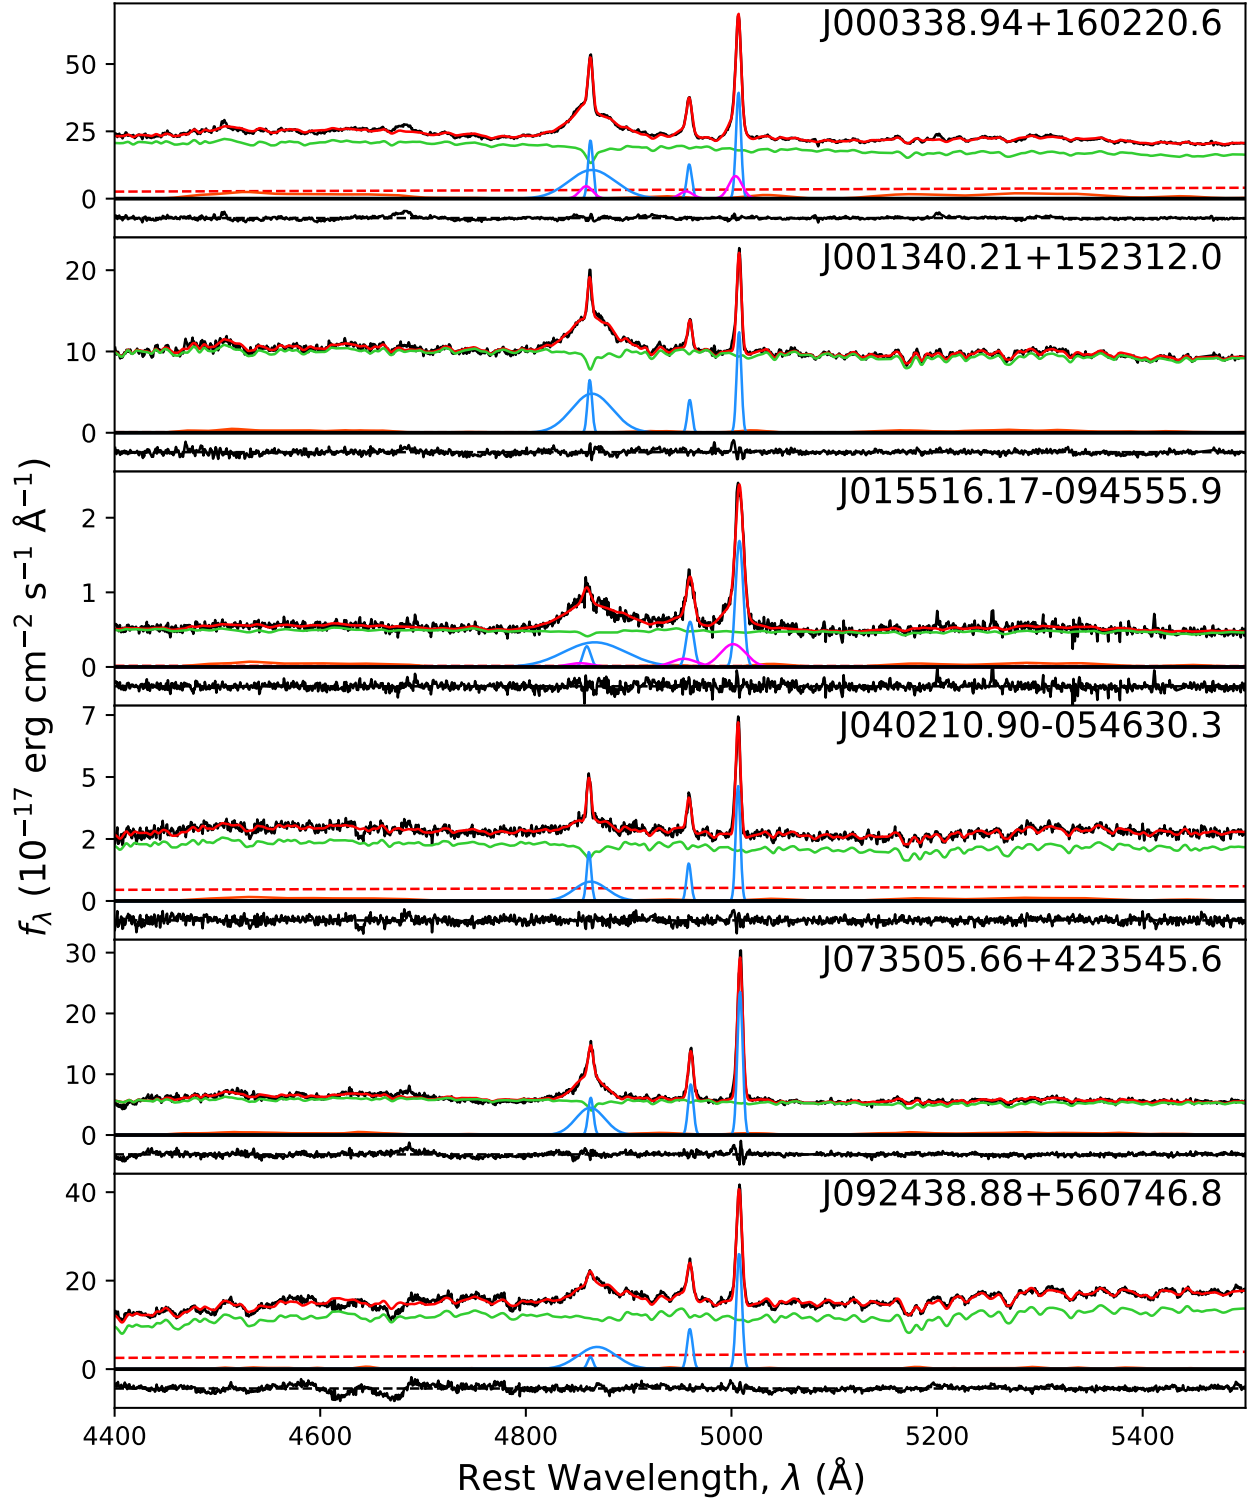 J000338.94+160220.6
50
25
0
J001340.21+152312.0
20
10
0
J015516.17-094555.9
2
1
0
J040210.90-054630.3
7
5
2
0
J073505.66+423545.6
30
20
10
0
J092438.88+560746.8
40
20
0
4400 4600 4800 5000 5200 5400
Rest Wavelength, λ (Å)
fλ (10⁻¹⁷ erg cm⁻² s⁻¹ Å⁻¹)